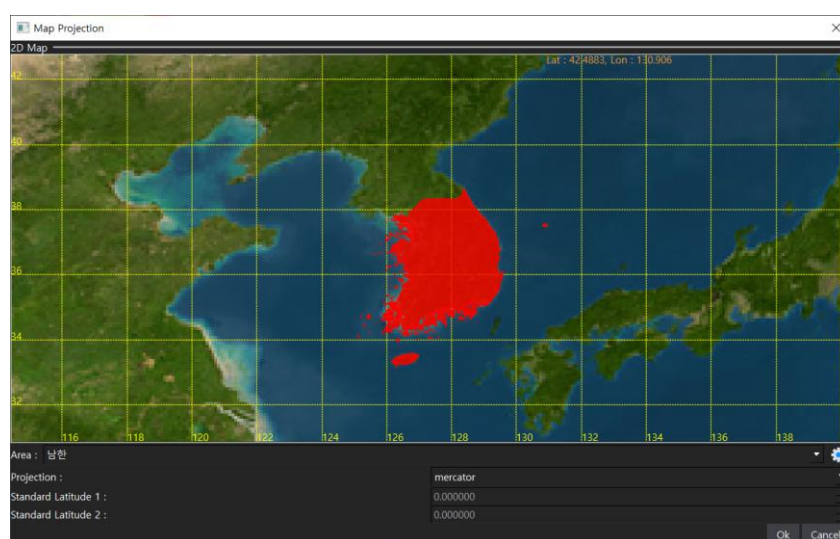 Map Projection
2D Map
Lat : 42.4883, Lon : 130.906
42
40
38
36
34
32
116 118 120 122 124 126 128 130 132 134 136 138
Area : 남한
Projection : mercator
Standard Latitude 1 : 0.000000
Standard Latitude 2 : 0.000000
Ok Cancel